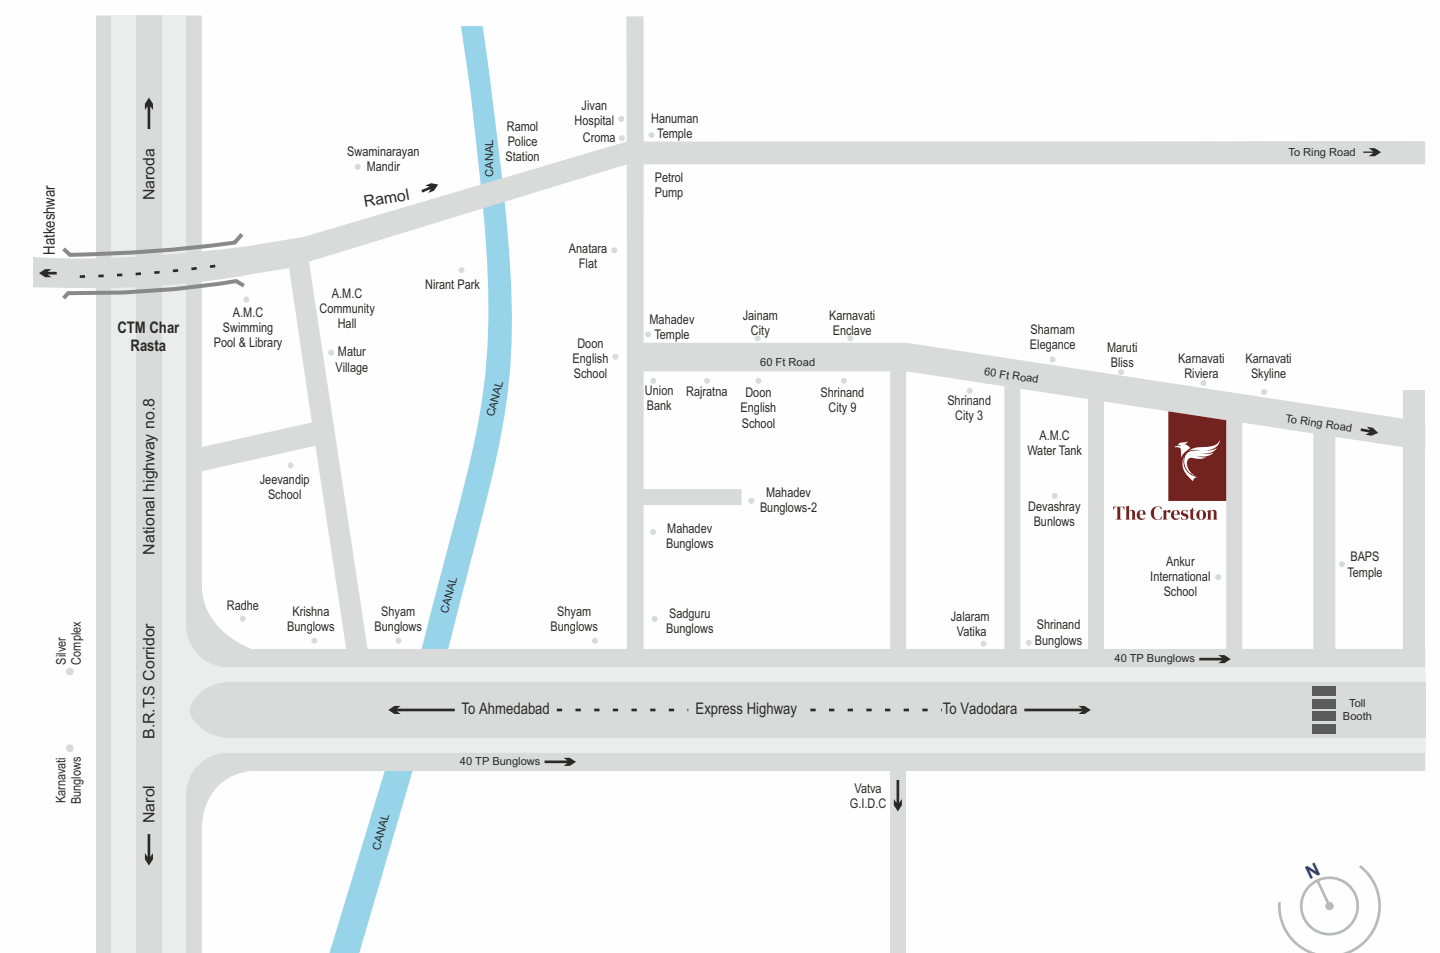 Jivan
Hospital
Croma
Hanuman
Temple
Ramol
Police
Station
CANAL
Swaminarayan
Mandir
Ramol
To Ring Road
Petrol
Pump
Naroda
Hatkeshwar
Anatara
Flat
Nirant Park
A.M.C
Community
Hall
A.M.C
Swimming
Pool & Library
CTM Char
Rasta
Matur
Village
Doon
English
School
Mahadev
Temple
Jainam
City
Karnavati
Enclave
60 Ft Road
Sharnam
Elegance
Maruti
Bliss
Karnavati
Riviera
Karnavati
Skyline
60 Ft Road
Union
Bank
Rajratna
Doon
English
School
Shrinand
City 9
Shrinand
City 3
CANAL
To Ring Road
A.M.C
Water Tank
National highway no.8
Jeevandip
School
Mahadev
Bunglows-2
Mahadev
Bunglows
Devashray
Bunlows
The Creston
Ankur
International
School
BAPS
Temple
CANAL
Radhe
Krishna
Bunglows
Shyam
Bunglows
Shyam
Bunglows
Sadguru
Bunglows
Jalaram
Vatika
Shrinand
Bunglows
40 TP Bunglows
Silver
Complex
B.R.T.S Corridor
To Ahmedabad
Express Highway
To Vadodara
Toll
Booth
40 TP Bunglows
Karnavati
Bunglows
Narol
Vatva
G.I.D.C
CANAL
N